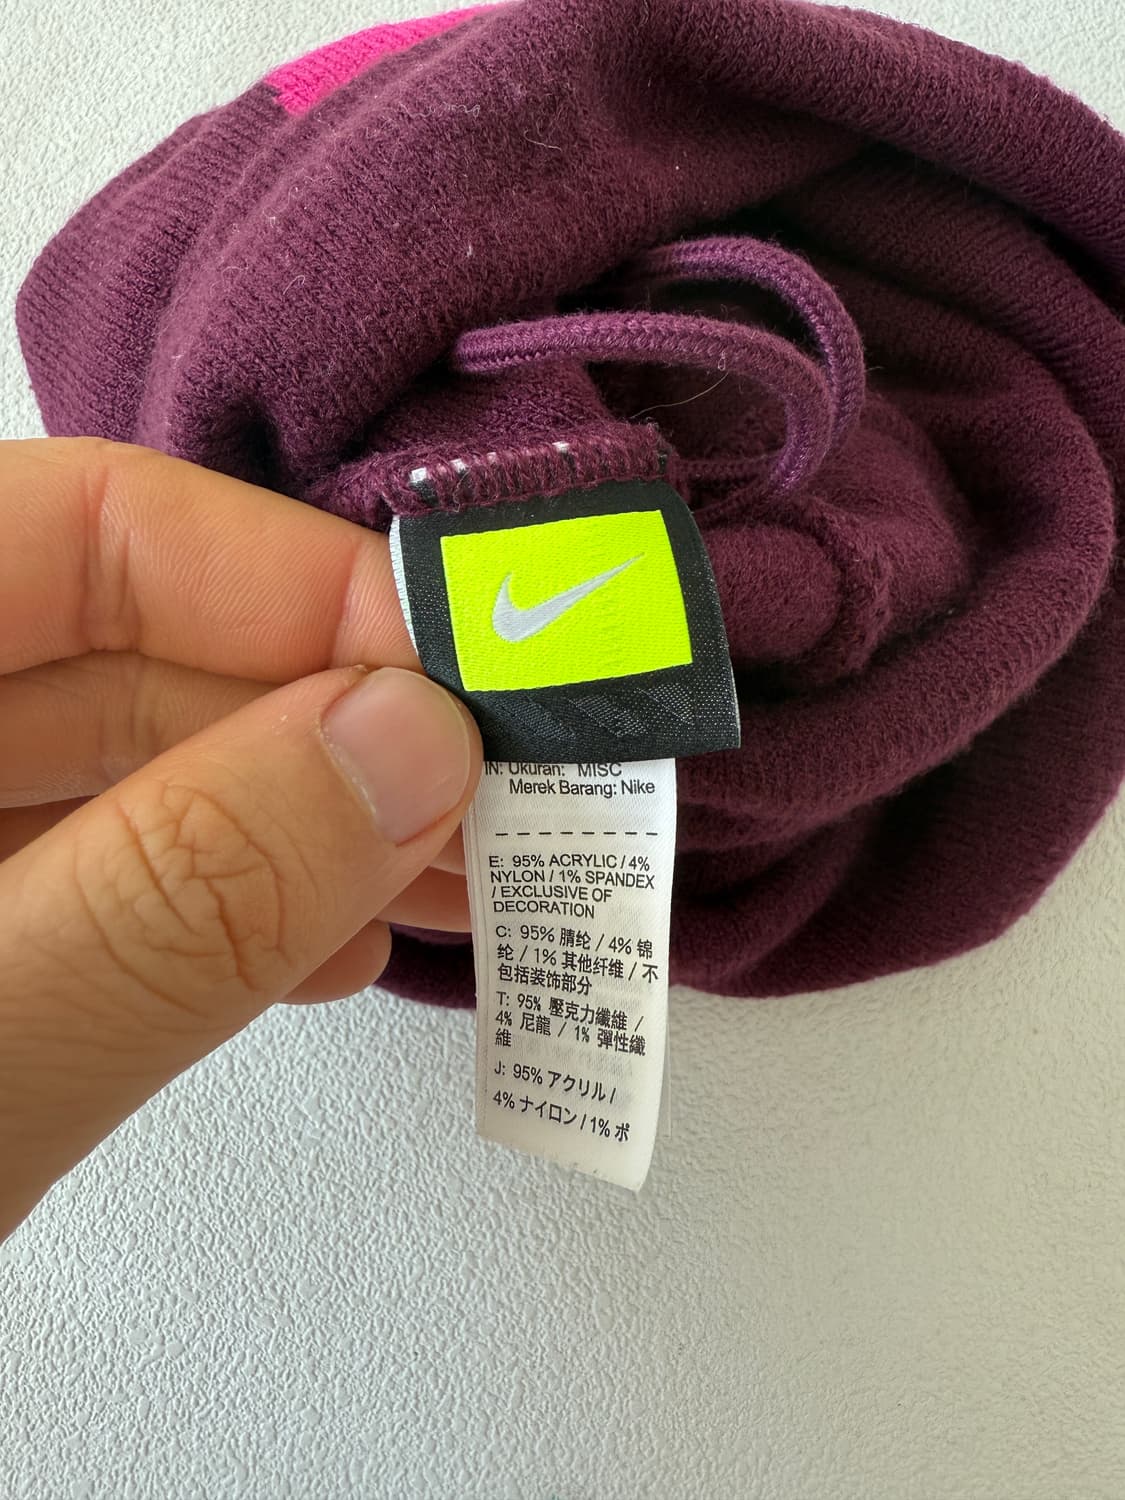 IN: Ukuran: MISC
Merek Barang: Nike
E: 95% ACRYLIC / 4%
NYLON / 1% SPANDEX
/ EXCLUSIVE OF
DECORATION
C: 95%腈纶 / 4% 锦
纶 / 1% 其他纤维 / 不
包括装饰部分
T: 95% 壓克力纖維 /
4% 尼龍 / 1% 彈性纖
維
J: 95% アクリル /
4% ナイロン / 1% ポ